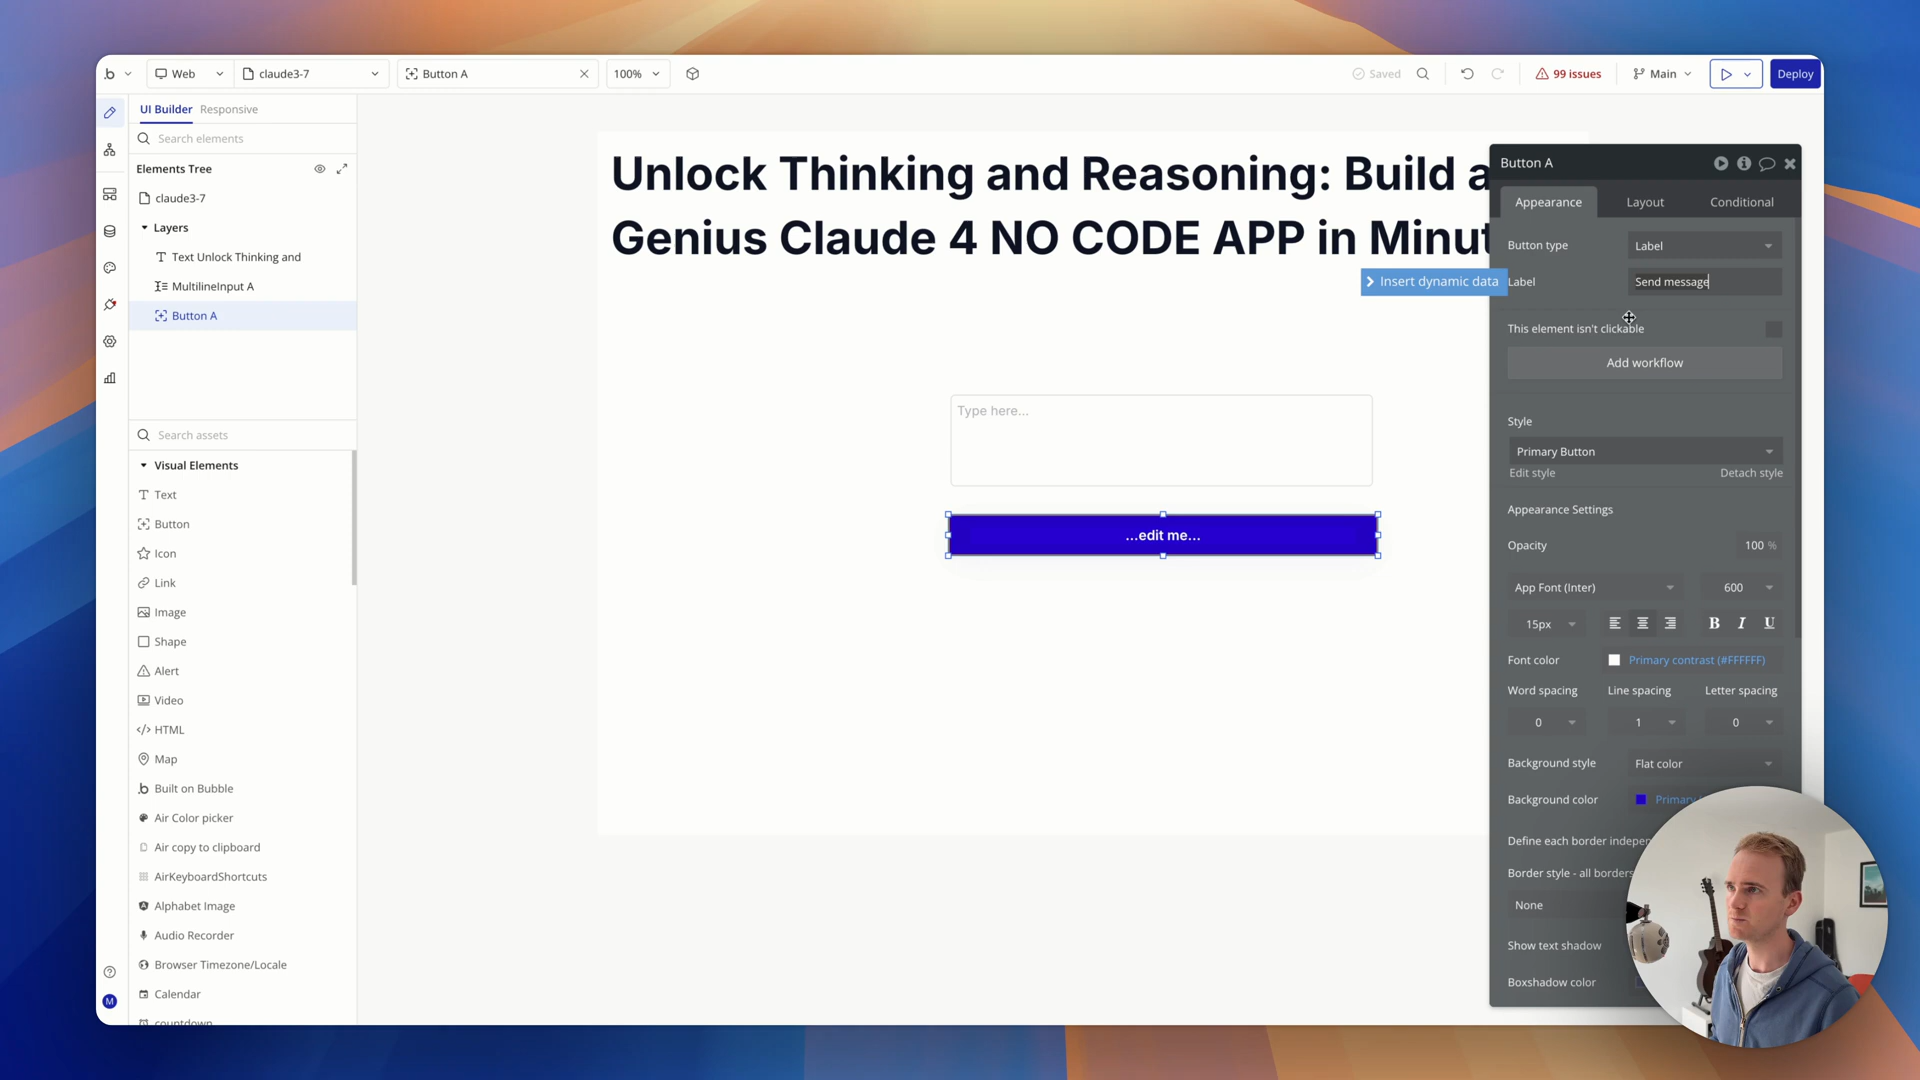 Web
claude3-7
Button A
100%
Saved
99 issues
Main
Deploy
UI Builder
Responsive
Search elements
Elements Tree
claude3-7
Layers
Text Unlock Thinking and
MultilineInput A
Button A
Search assets
Visual Elements
Text
Button
Icon
Link
Image
Shape
Alert
Video
HTML
Map
Built on Bubble
Air Color picker
Air copy to clipboard
AirKeyboardShortcuts
Alphabet Image
Audio Recorder
Browser Timezone/Locale
Calendar
countdown
M
Unlock Thinking and Reasoning: Build a
Genius Claude 4 NO CODE APP in Minut
Insert dynamic data
Type here...
...edit me...
Button A
Appearance
Layout
Conditional
Button type
Label
Label
Send message
This element isn't clickable
Add workflow
Style
Primary Button
Edit style
Detach style
Appearance Settings
Opacity
100 %
App Font (Inter)
600
15px
B I U
Font color
Primary contrast (#FFFFFF)
Word spacing
Line spacing
Letter spacing
0
1
0
Background style
Flat color
Background color
Primary
Define each border indepen
Border style - all borders
None
Show text shadow
Boxshadow color